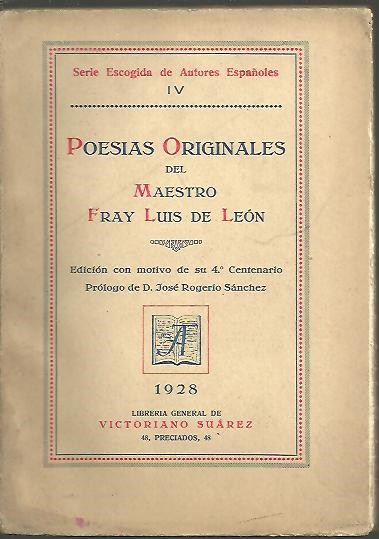 Serie Escogida de Autores Españoles
IV
POESIAS ORIGINALES
DEL
MAESTRO
FRAY LUIS DE LEÓN
Edición con motivo de su 4.º Centenario
Prólogo de D. José Rogerio Sánchez
A
1928
LIBRERIA GENERAL DE
VICTORIANO SUÁREZ
48, PRECIADOS, 48